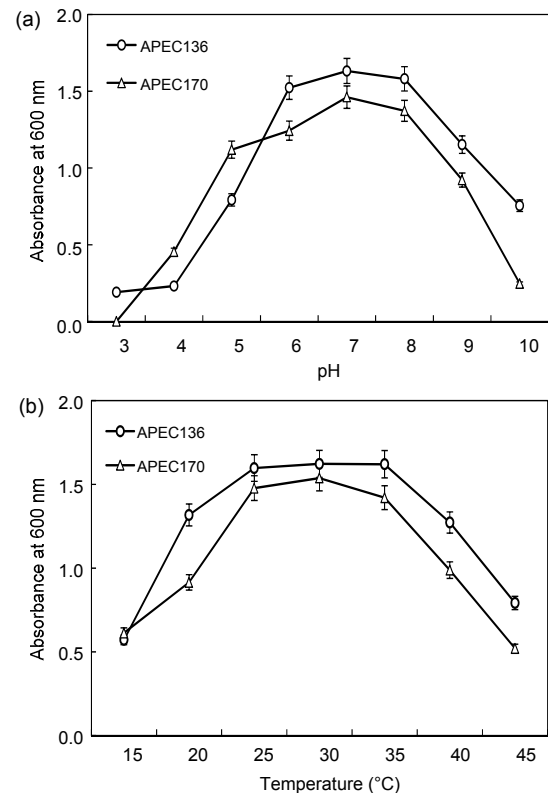 (a)
2.0
APEC136
APEC170
1.5
1.0
0.5
0.0
Absorbance at 600 nm
3 4 5 6 7 8 9 10
pH
(b)
2.0
APEC136
APEC170
1.5
1.0
0.5
0.0
Absorbance at 600 nm
15 20 25 30 35 40 45
Temperature (°C)